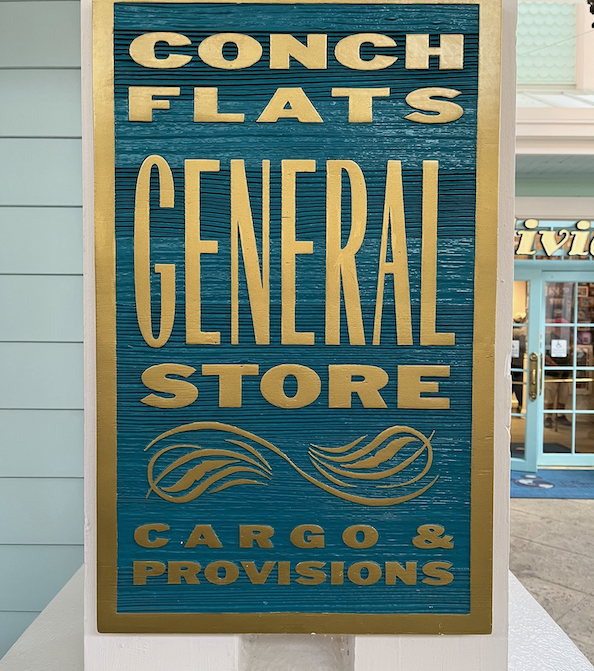 CONCH
FLATS
GENERAL
STORE
CARGO &
PROVISIONS